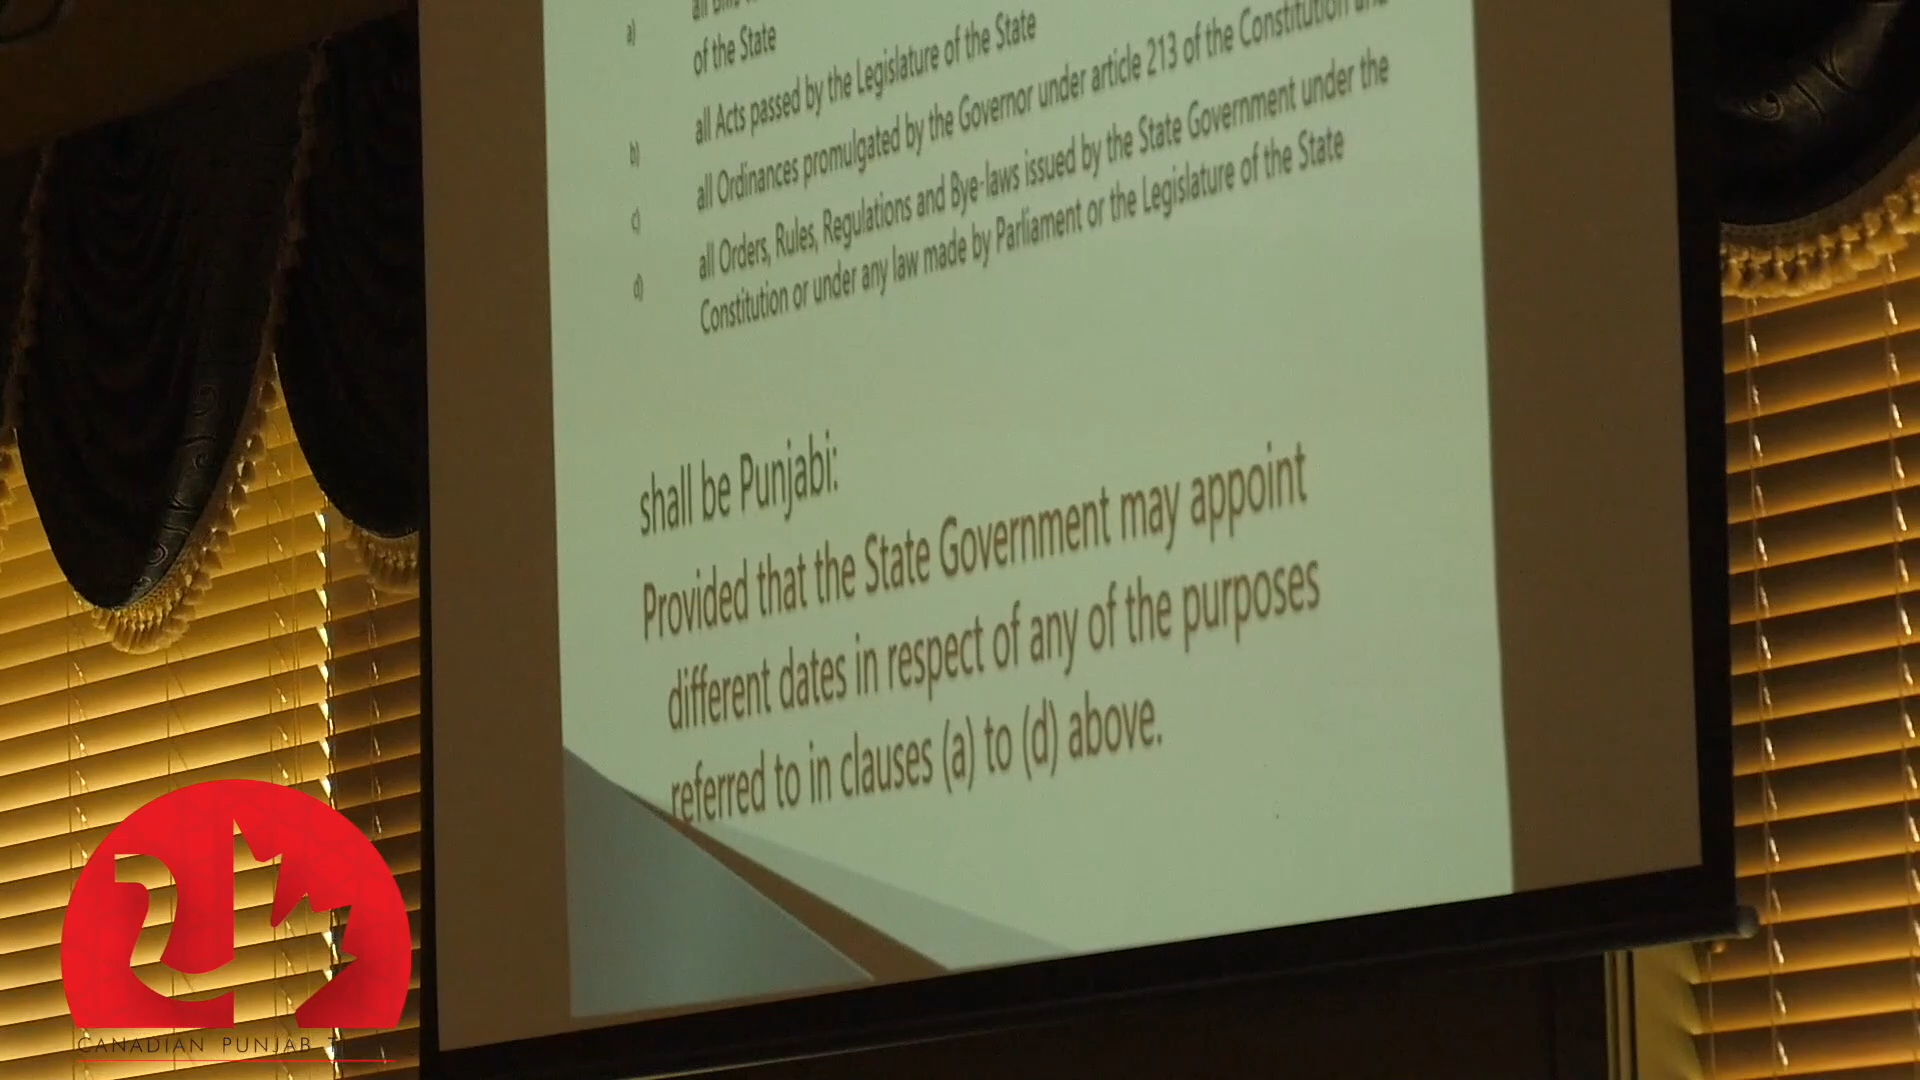 a)
of the State
all Acts passed by the Legislature of the State
b)
all Ordinances promulgated by the Governor under article 213 of the Constitution and
c)
all Orders, Rules, Regulations and Bye-laws issued by the State Government under the
d)
Constitution or under any law made by Parliament or the Legislature of the State
shall be Punjabi:
Provided that the State Government may appoint
different dates in respect of any of the purposes
referred to in clauses (a) to (d) above.
CANADIAN PUNJAB T